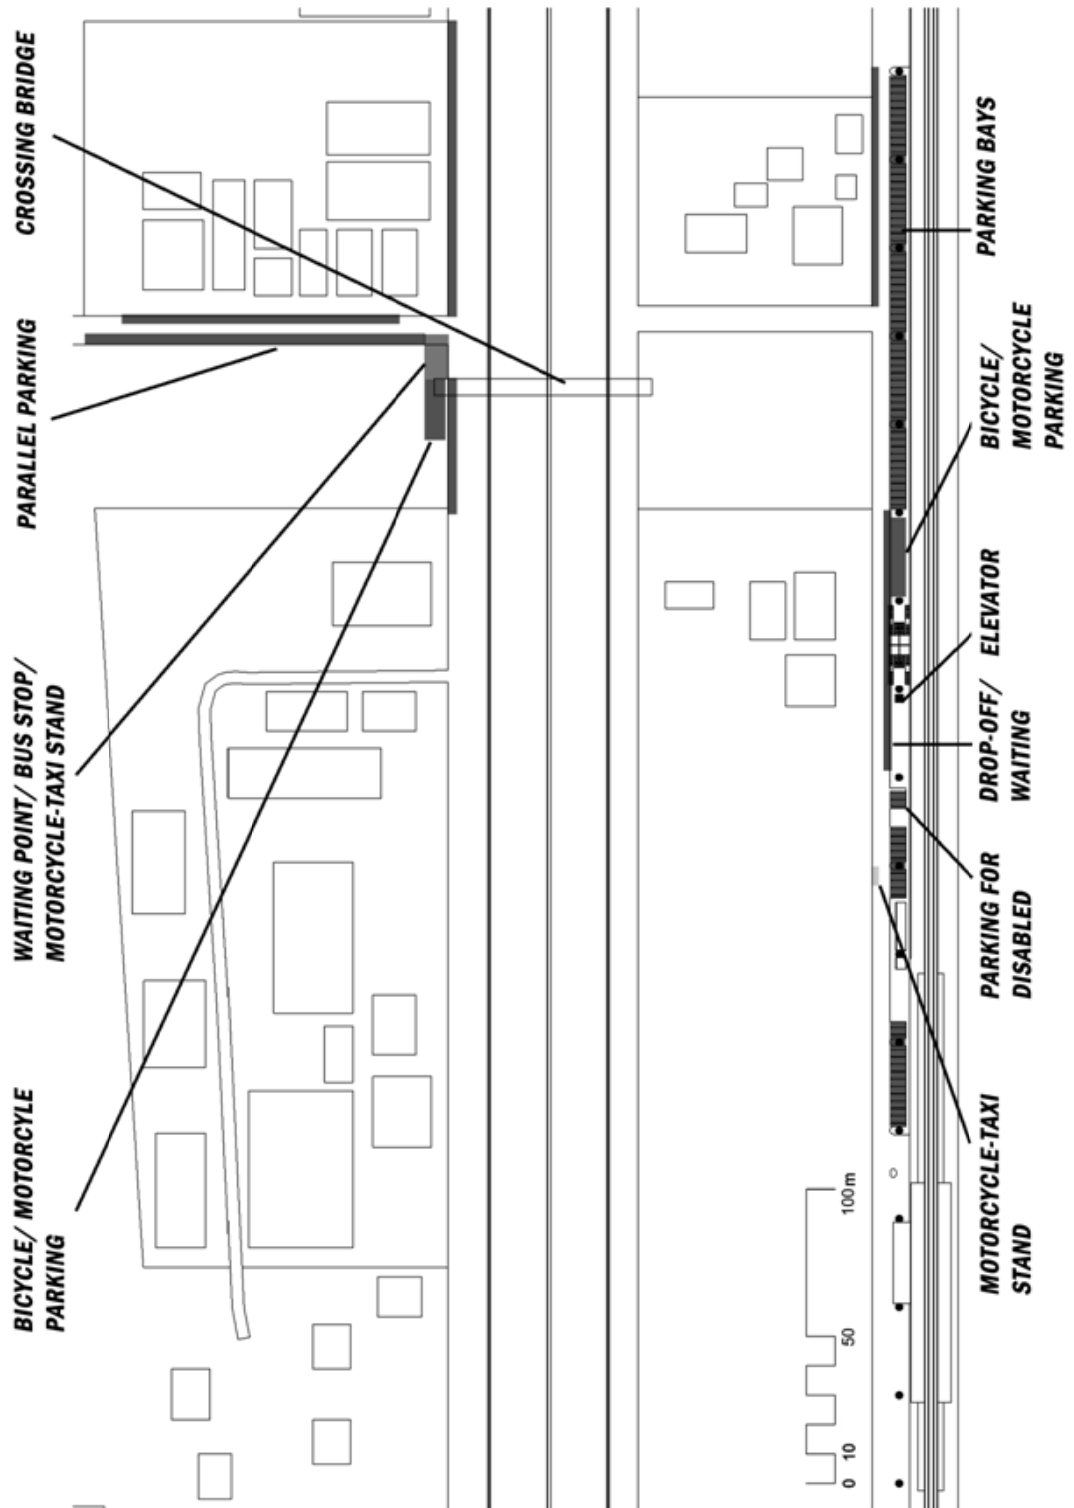 BICYCLE/ MOTORCYLE
PARKING
WAITING POINT/ BUS STOP/
MOTORCYCLE-TAXI STAND
PARALLEL PARKING
CROSSING BRIDGE
0 10 50 100m
MOTORCYCLE-TAXI
STAND
PARKING FOR
DISABLED
DROP-OFF/
WAITING
ELEVATOR
BICYCLE/
MOTORCYCLE
PARKING
PARKING BAYS